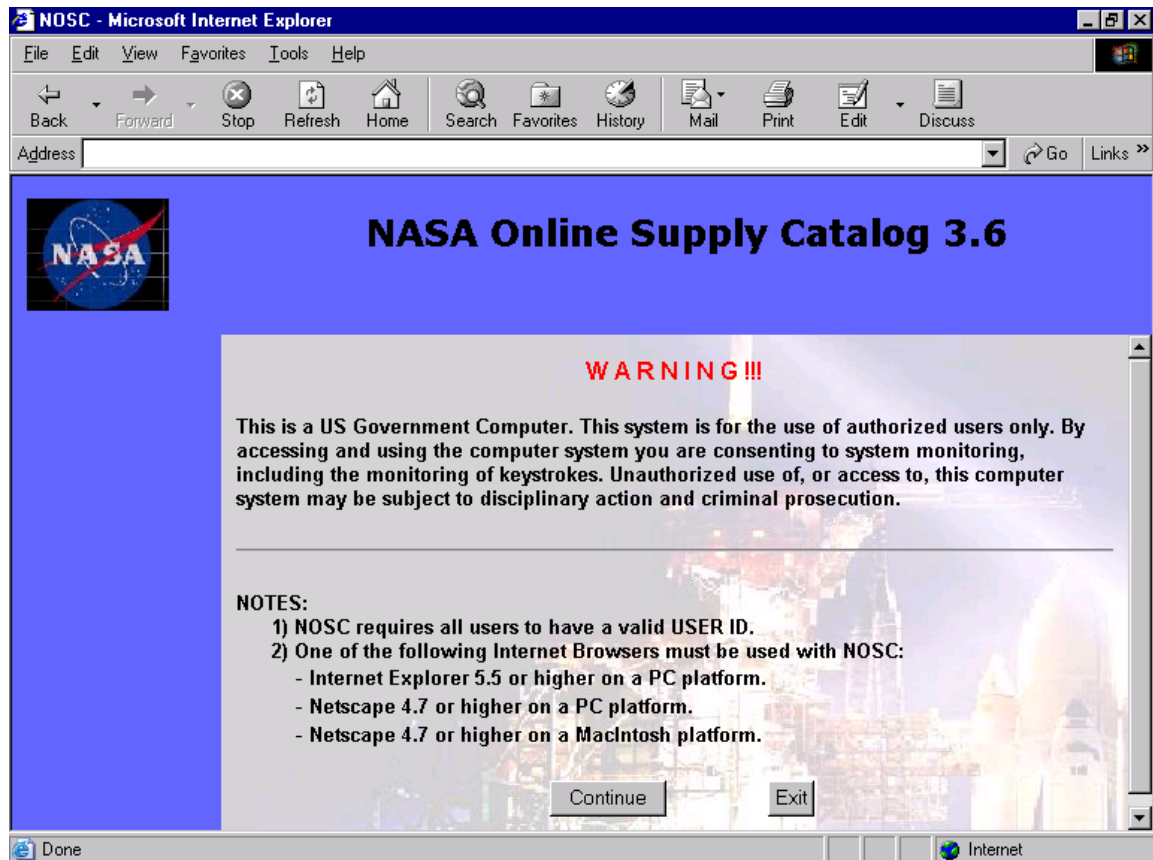 NOSC - Microsoft Internet Explorer
File Edit View Favorites Tools Help
Back Forward Stop Refresh Home Search Favorites History Mail Print Edit Discuss
Address Go Links »
NASA
NASA Online Supply Catalog 3.6
WARNING!!!
This is a US Government Computer. This system is for the use of authorized users only. By
accessing and using the computer system you are consenting to system monitoring,
including the monitoring of keystrokes. Unauthorized use of, or access to, this computer
system may be subject to disciplinary action and criminal prosecution.
NOTES:
1) NOSC requires all users to have a valid USER ID.
2) One of the following Internet Browsers must be used with NOSC:
- Internet Explorer 5.5 or higher on a PC platform.
- Netscape 4.7 or higher on a PC platform.
- Netscape 4.7 or higher on a MacIntosh platform.
Continue Exit
Done Internet